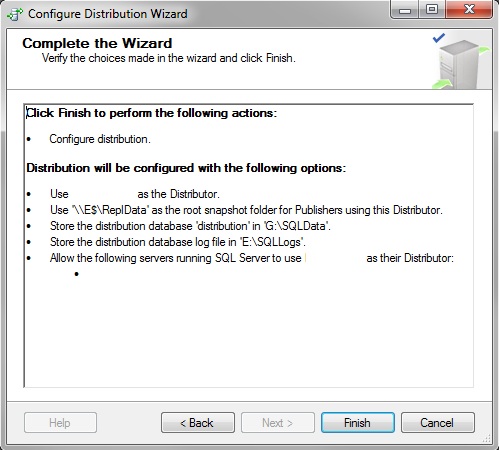 Configure Distribution Wizard
Complete the Wizard
Verify the choices made in the wizard and click Finish.
Click Finish to perform the following actions:
• Configure distribution.
Distribution will be configured with the following options:
• Use as the Distributor.
• Use '\\E$\ReplData' as the root snapshot folder for Publishers using this Distributor.
• Store the distribution database 'distribution' in 'G:\SQLData'.
• Store the distribution database log file in 'E:\SQLLogs'.
• Allow the following servers running SQL Server to use as their Distributor:
•
Help < Back Next > Finish Cancel